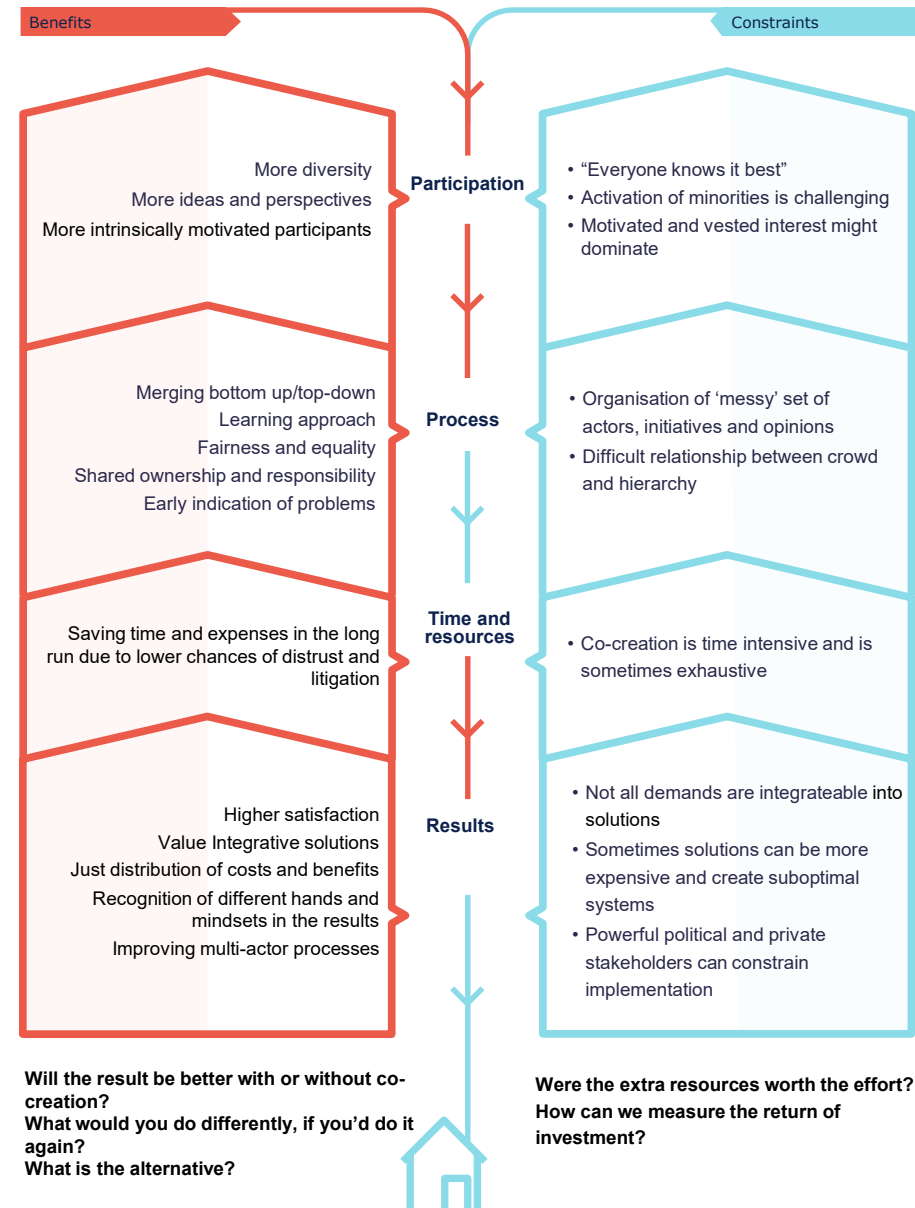 Benefits
Constraints
More diversity
More ideas and perspectives
More intrinsically motivated participants
Participation
• “Everyone knows it best”
• Activation of minorities is challenging
• Motivated and vested interest might
dominate
Merging bottom up/top-down
Learning approach
Fairness and equality
Shared ownership and responsibility
Early indication of problems
Process
• Organisation of ‘messy’ set of
actors, initiatives and opinions
• Difficult relationship between crowd
and hierarchy
Saving time and expenses in the long
run due to lower chances of distrust and
litigation
Time and
resources
• Co-creation is time intensive and is
sometimes exhaustive
Higher satisfaction
Value Integrative solutions
Just distribution of costs and benefits
Recognition of different hands and
mindsets in the results
Improving multi-actor processes
Results
• Not all demands are integrateable into
solutions
• Sometimes solutions can be more
expensive and create suboptimal
systems
• Powerful political and private
stakeholders can constrain
implementation
Will the result be better with or without co-
creation?
What would you do differently, if you’d do it
again?
What is the alternative?
Were the extra resources worth the effort?
How can we measure the return of
investment?